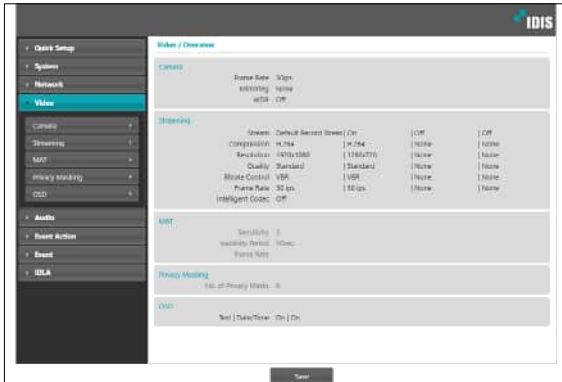 IDIS
Quick Setup
System
Network
Video
Camera
Streaming
MAT
Privacy Masking
OSD
Audio
Event Action
Event
IDLA
Video / Overview
Camera
Frame Rate 30ips
Mirroring None
WDR Off
Streaming
Stream Default Record Stream | On | Off | Off
Compression H.264 | H.264 | None | None
Resolution 1920x1080 | 1280x720 | None | None
Quality Standard | Standard | None | None
Bitrate Control VBR | VBR | None | None
Frame Rate 30 ips | 30 ips | None | None
Intelligent Codec Off
MAT
Sensitivity 3
Inactivity Period
Frame Rate
Privacy Masking
No. of Privacy Masks 0
OSD
Text | Date/Time On | On
Save